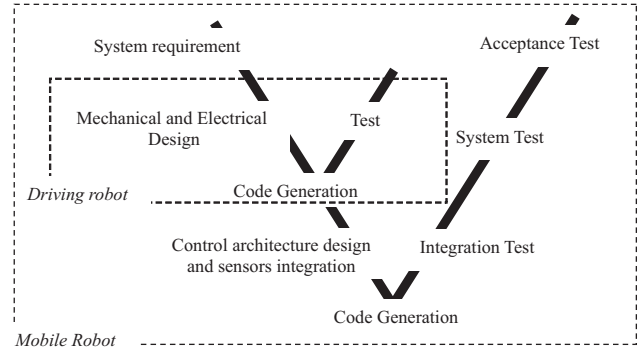 System requirement
Acceptance Test
Mechanical and Electrical
Design
Test
System Test
Driving robot
Code Generation
Control architecture design
and sensors integration
Integration Test
Code Generation
Mobile Robot